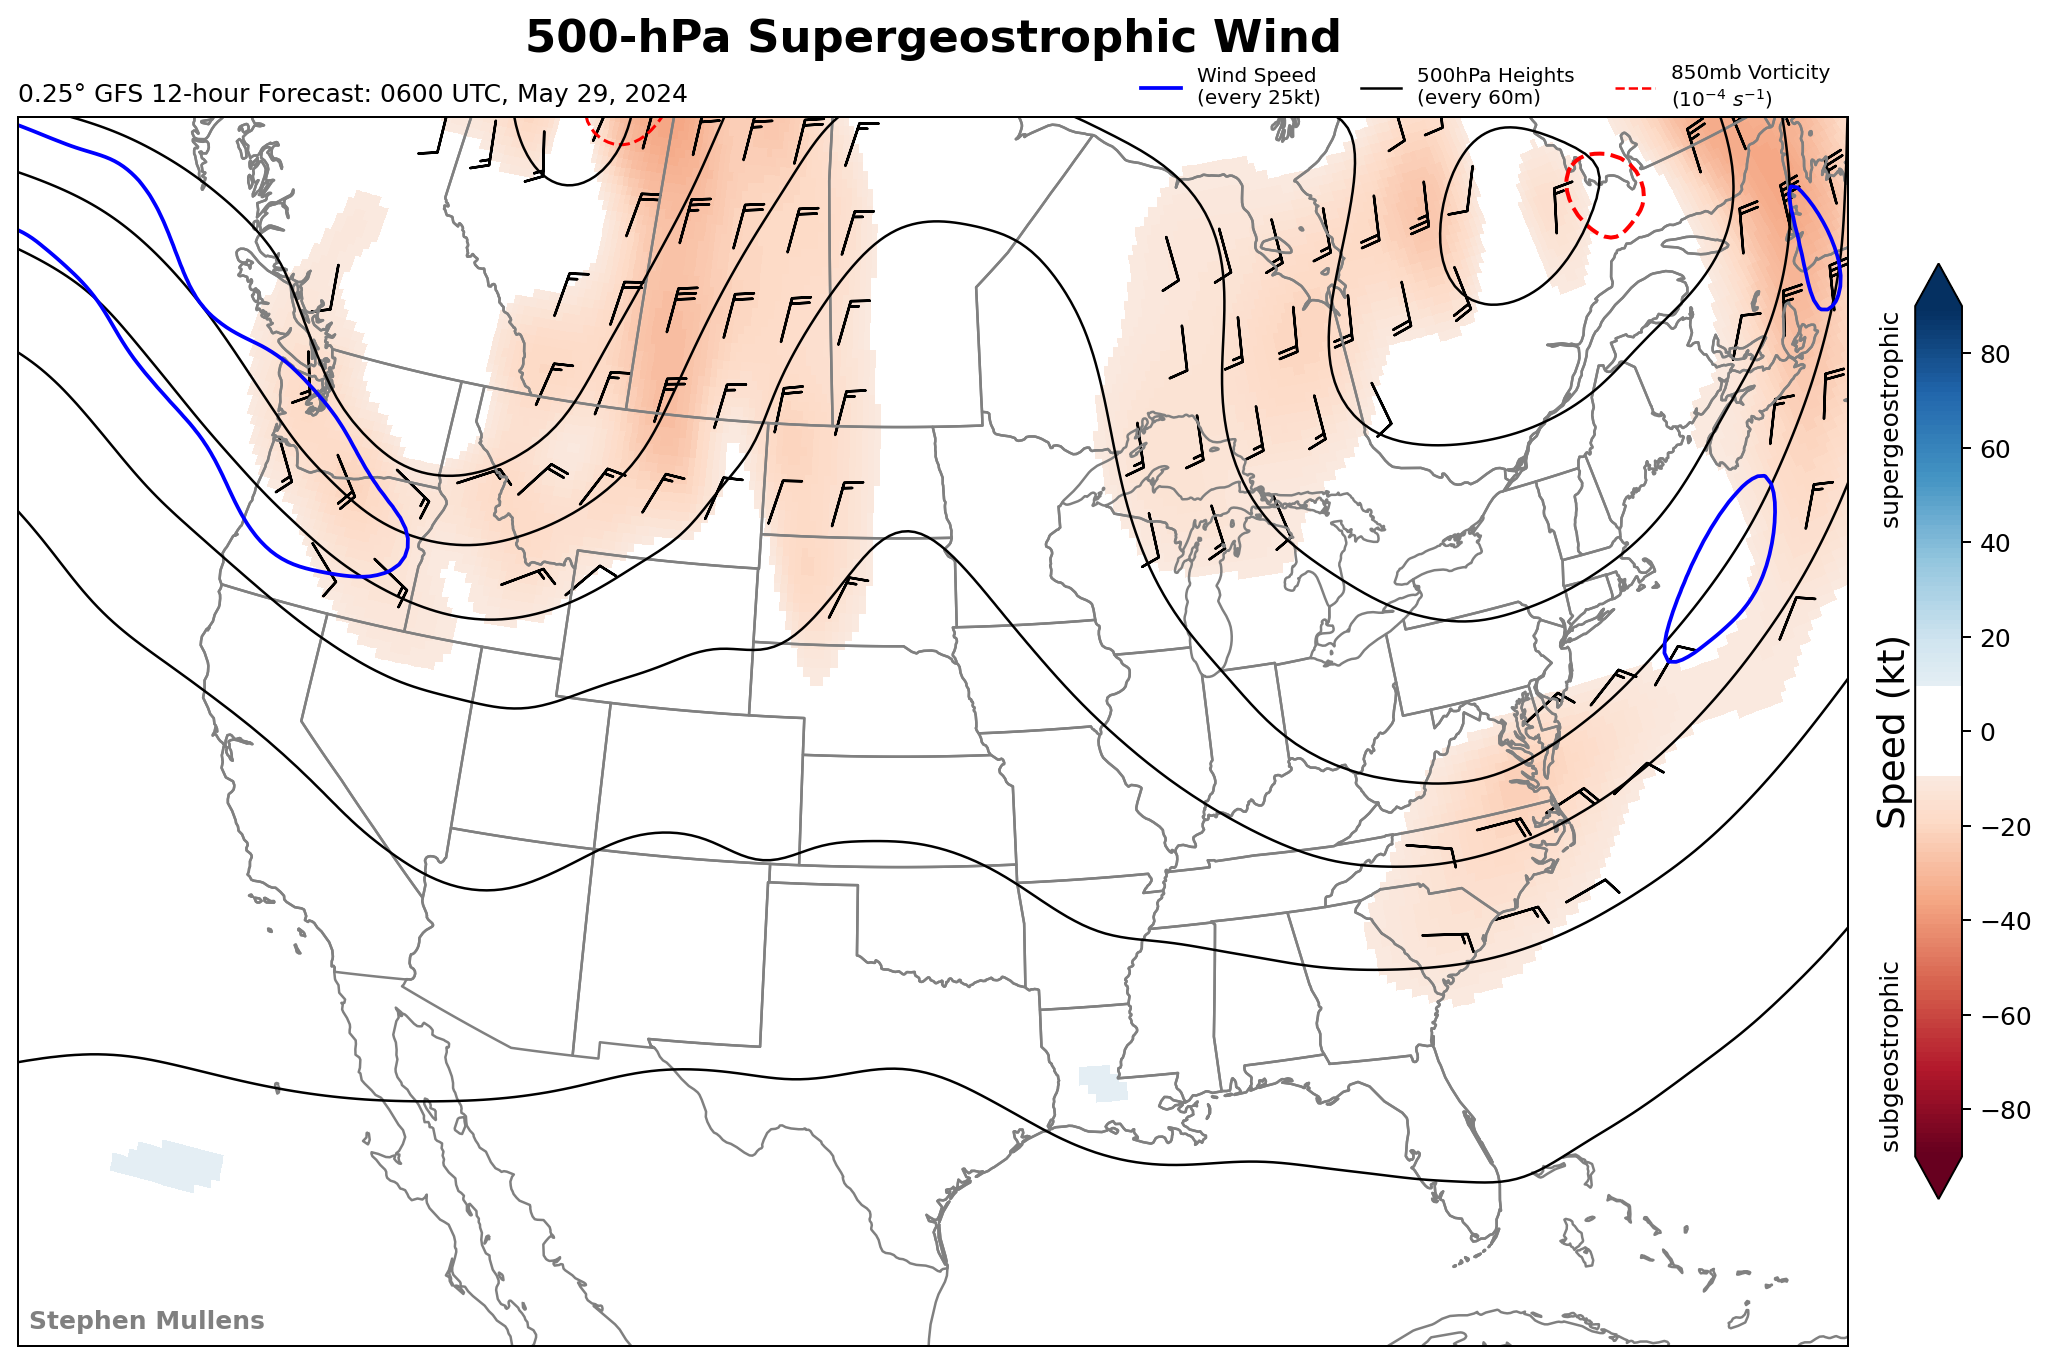 500-hPa Supergeostrophic Wind
0.25° GFS 12-hour Forecast: 0600 UTC, May 29, 2024
Wind Speed
(every 25kt)
500hPa Heights
(every 60m)
850mb Vorticity
(10⁻⁴ s⁻¹)
supergeostrophic
Speed (kt)
subgeostrophic
80
60
40
20
0
−20
−40
−60
−80
Stephen Mullens